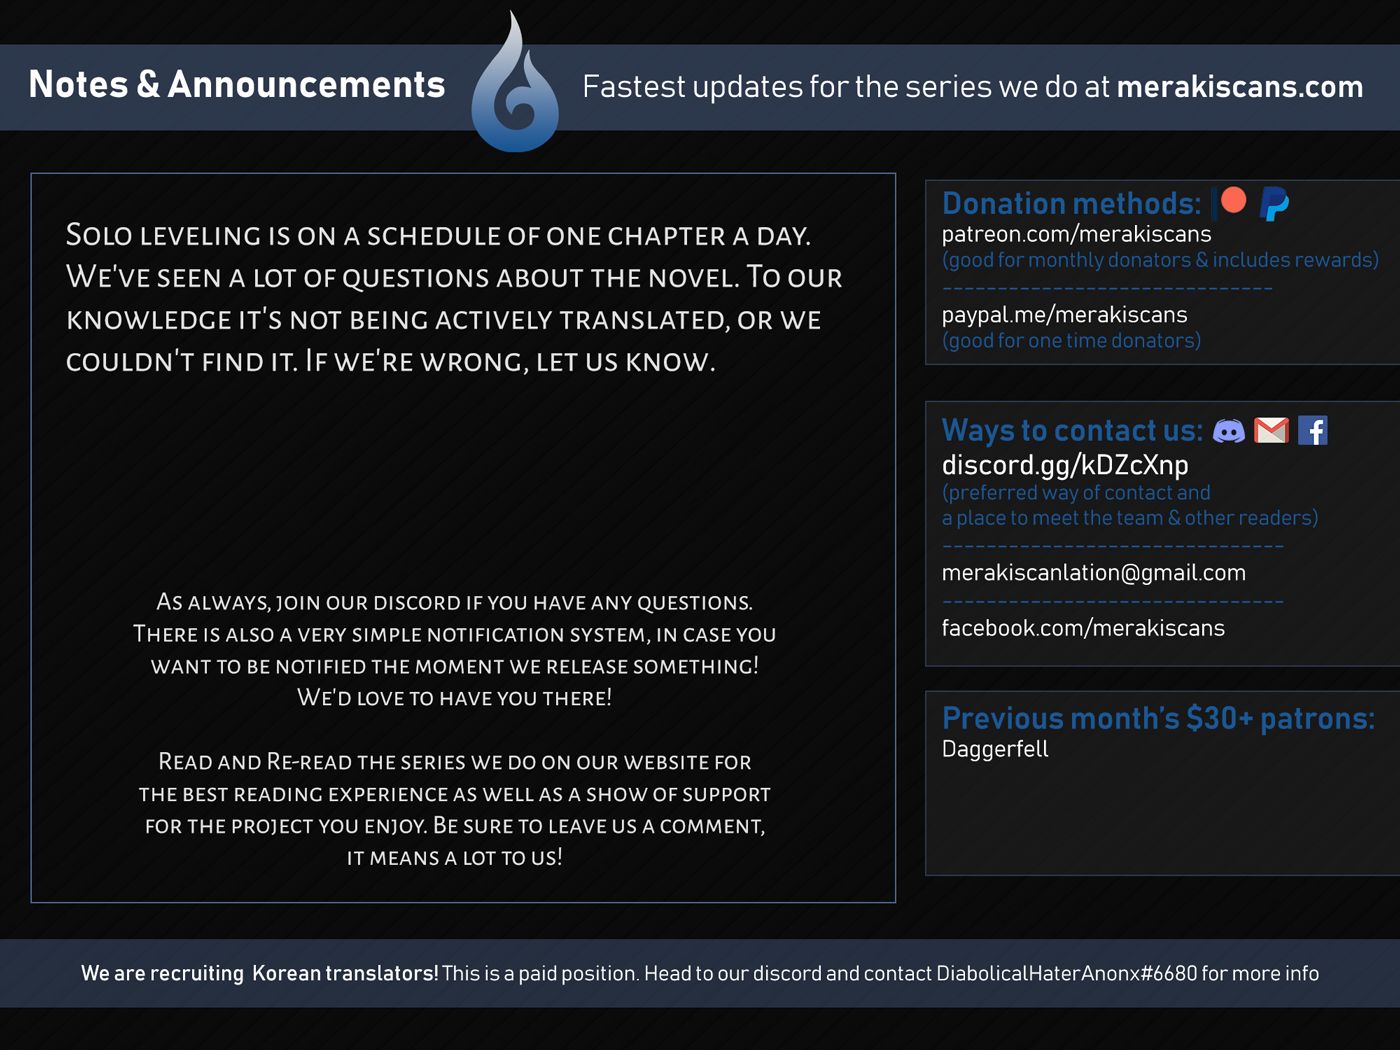 Notes & Announcements
Fastest updates for the series we do at merakiscans.com
Solo leveling is on a schedule of one chapter a day.
We've seen a lot of questions about the novel. To our
knowledge it's not being actively translated, or we
couldn't find it. If we're wrong, let us know.
As always, join our discord if you have any questions.
There is also a very simple notification system, in case you
want to be notified the moment we release something!
We'd love to have you there!
Read and Re-read the series we do on our website for
the best reading experience as well as a show of support
for the project you enjoy. Be sure to leave us a comment,
it means a lot to us!
Donation methods:
patreon.com/merakiscans
(good for monthly donators & includes rewards)
------------------------------
paypal.me/merakiscans
(good for one time donators)
Ways to contact us:
discord.gg/kDZcXnp
(preferred way of contact and
a place to meet the team & other readers)
-------------------------------
merakiscanlation@gmail.com
-------------------------------
facebook.com/merakiscans
Previous month's $30+ patrons:
Daggerfell
We are recruiting Korean translators! This is a paid position. Head to our discord and contact DiabolicalHaterAnonx#6680 for more info